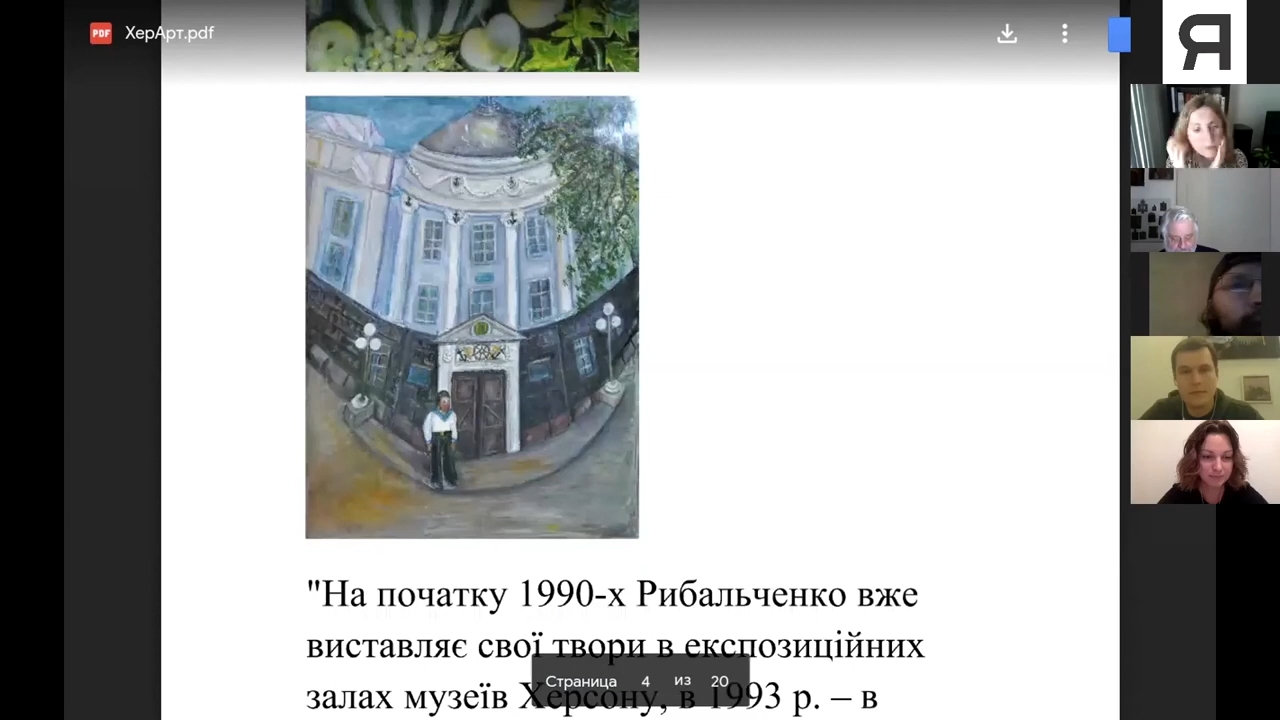 PDF ХерАрт.pdf
Я
"На початку 1990-х Рибальченко вже
виставляє свої твори в експозиційних
залах музеїв Херсону, в 1993 р. – в
Страница 4 из 20